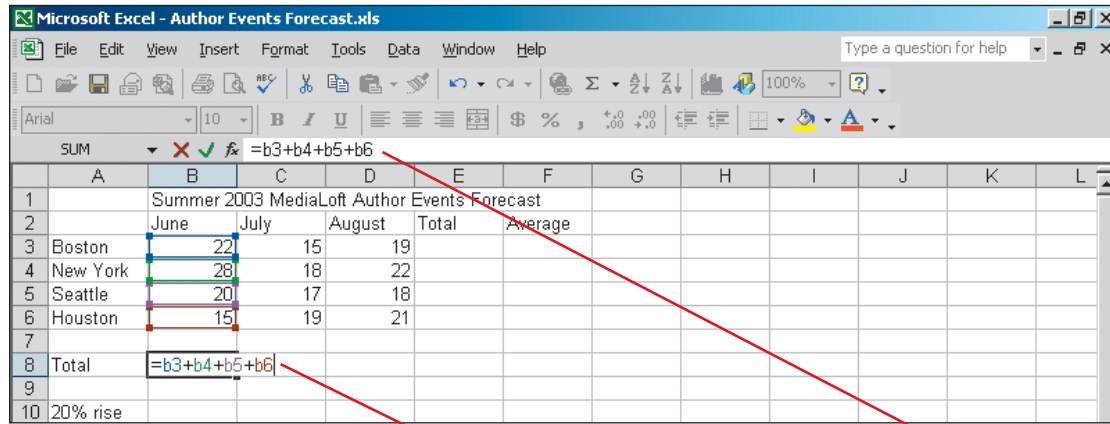 Microsoft Excel - Author Events Forecast.xls
File Edit View Insert Format Tools Data Window Help Type a question for help
100%
Arial 10 B I U $ % ,
SUM fx =b3+b4+b5+b6
A B C D E F G H I J K L
1 Summer 2003 MediaLoft Author Events Forecast
2 June July August Total Average
3 Boston 22 15 19
4 New York 28 18 22
5 Seattle 20 17 18
6 Houston 15 19 21
7
8 Total =b3+b4+b5+b6
9
10 20% rise